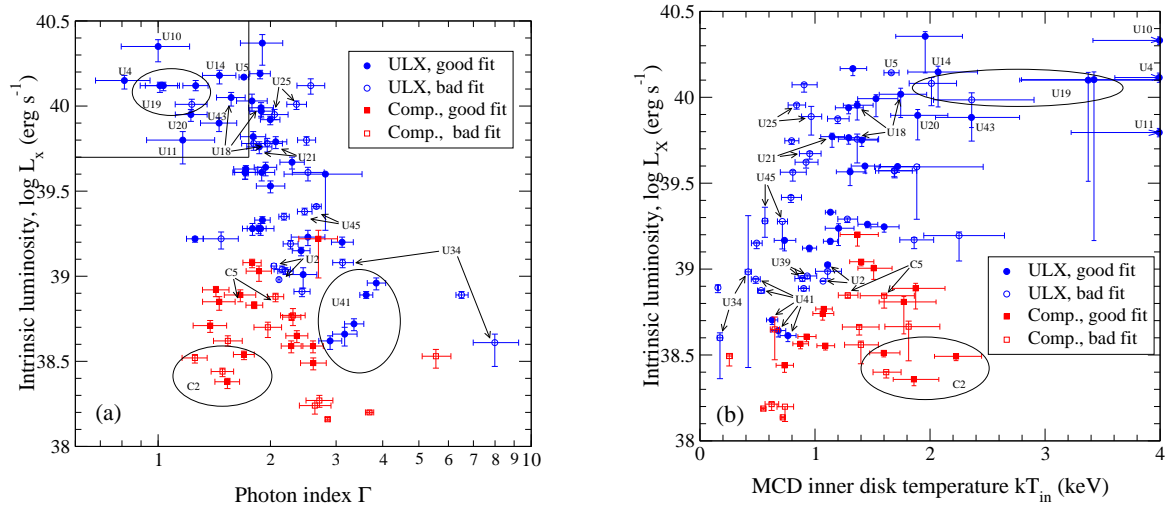 40.5
40
39.5
39
38.5
38
Intrinsic luminosity, log L_X (erg s⁻¹)
U10
U4
U14
U5
U19
U25
U20
U43
U11
U18
U21
U45
U34
U2
C5
U41
C2
ULX, good fit
ULX, bad fit
Comp., good fit
Comp., bad fit
(a)
1 2 3 4 5 6 7 8 9 10
Photon index Γ
40.5
40
39.5
39
38.5
38
Intrinsic luminosity, log L_X (erg s⁻¹)
U10
U5
U14
U4
U19
U25
U18
U20
U43
U11
U21
U45
U39
C5
U2
U34
U41
C2
ULX, good fit
ULX, bad fit
Comp., good fit
Comp., bad fit
(b)
0 1 2 3 4
MCD inner disk temperature kT_in (keV)